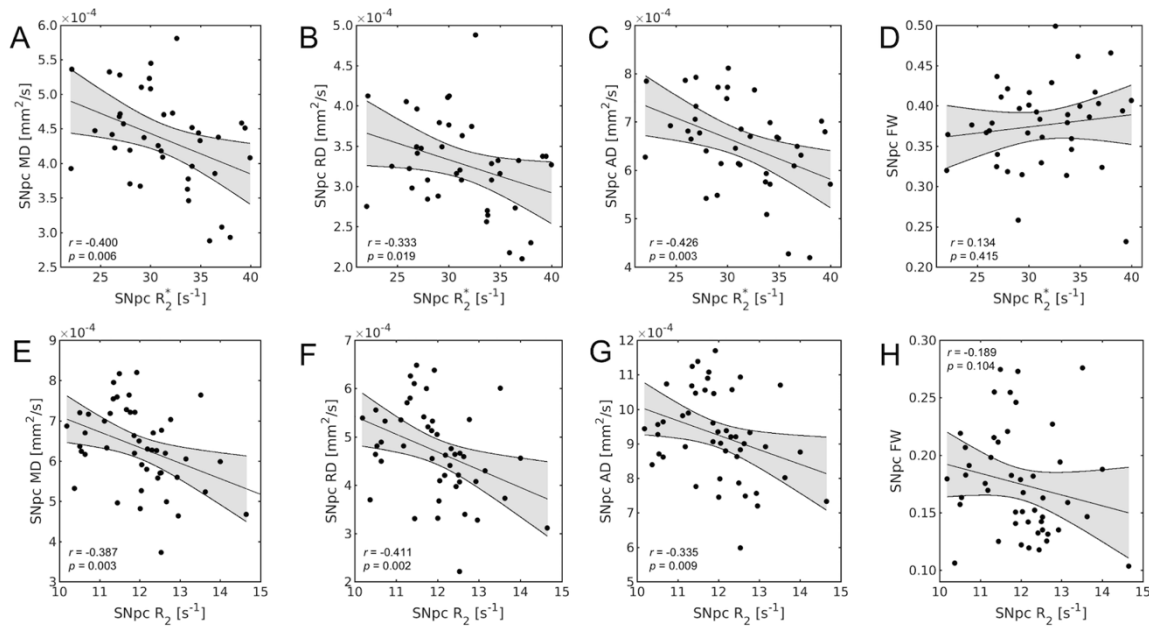 A
×10⁻⁴
6.0
5.5
5.0
4.5
4.0
3.5
3.0
2.5
SNpc MD [mm²/s]
r = -0.400
p = 0.006
20 25 30 35 40
SNpc R₂* [s⁻¹]
B
×10⁻⁴
5.0
4.5
4.0
3.5
3.0
2.5
2.0
SNpc RD [mm²/s]
r = -0.333
p = 0.019
20 25 30 35 40
SNpc R₂* [s⁻¹]
C
×10⁻⁴
9
8
7
6
5
4
SNpc AD [mm²/s]
r = -0.426
p = 0.003
20 25 30 35 40
SNpc R₂* [s⁻¹]
D
0.50
0.45
0.40
0.35
0.30
0.25
0.20
SNpc FW
r = 0.134
p = 0.415
20 25 30 35 40
SNpc R₂* [s⁻¹]
E
×10⁻⁴
9
8
7
6
5
4
3
SNpc MD [mm²/s]
r = -0.387
p = 0.003
10 11 12 13 14 15
SNpc R₂ [s⁻¹]
F
×10⁻⁴
7
6
5
4
3
2
SNpc RD [mm²/s]
r = -0.411
p = 0.002
10 11 12 13 14 15
SNpc R₂ [s⁻¹]
G
×10⁻⁴
12
11
10
9
8
7
6
5
SNpc AD [mm²/s]
r = -0.335
p = 0.009
10 11 12 13 14 15
SNpc R₂ [s⁻¹]
H
r = -0.189
p = 0.104
0.30
0.25
0.20
0.15
0.10
SNpc FW
10 11 12 13 14 15
SNpc R₂ [s⁻¹]